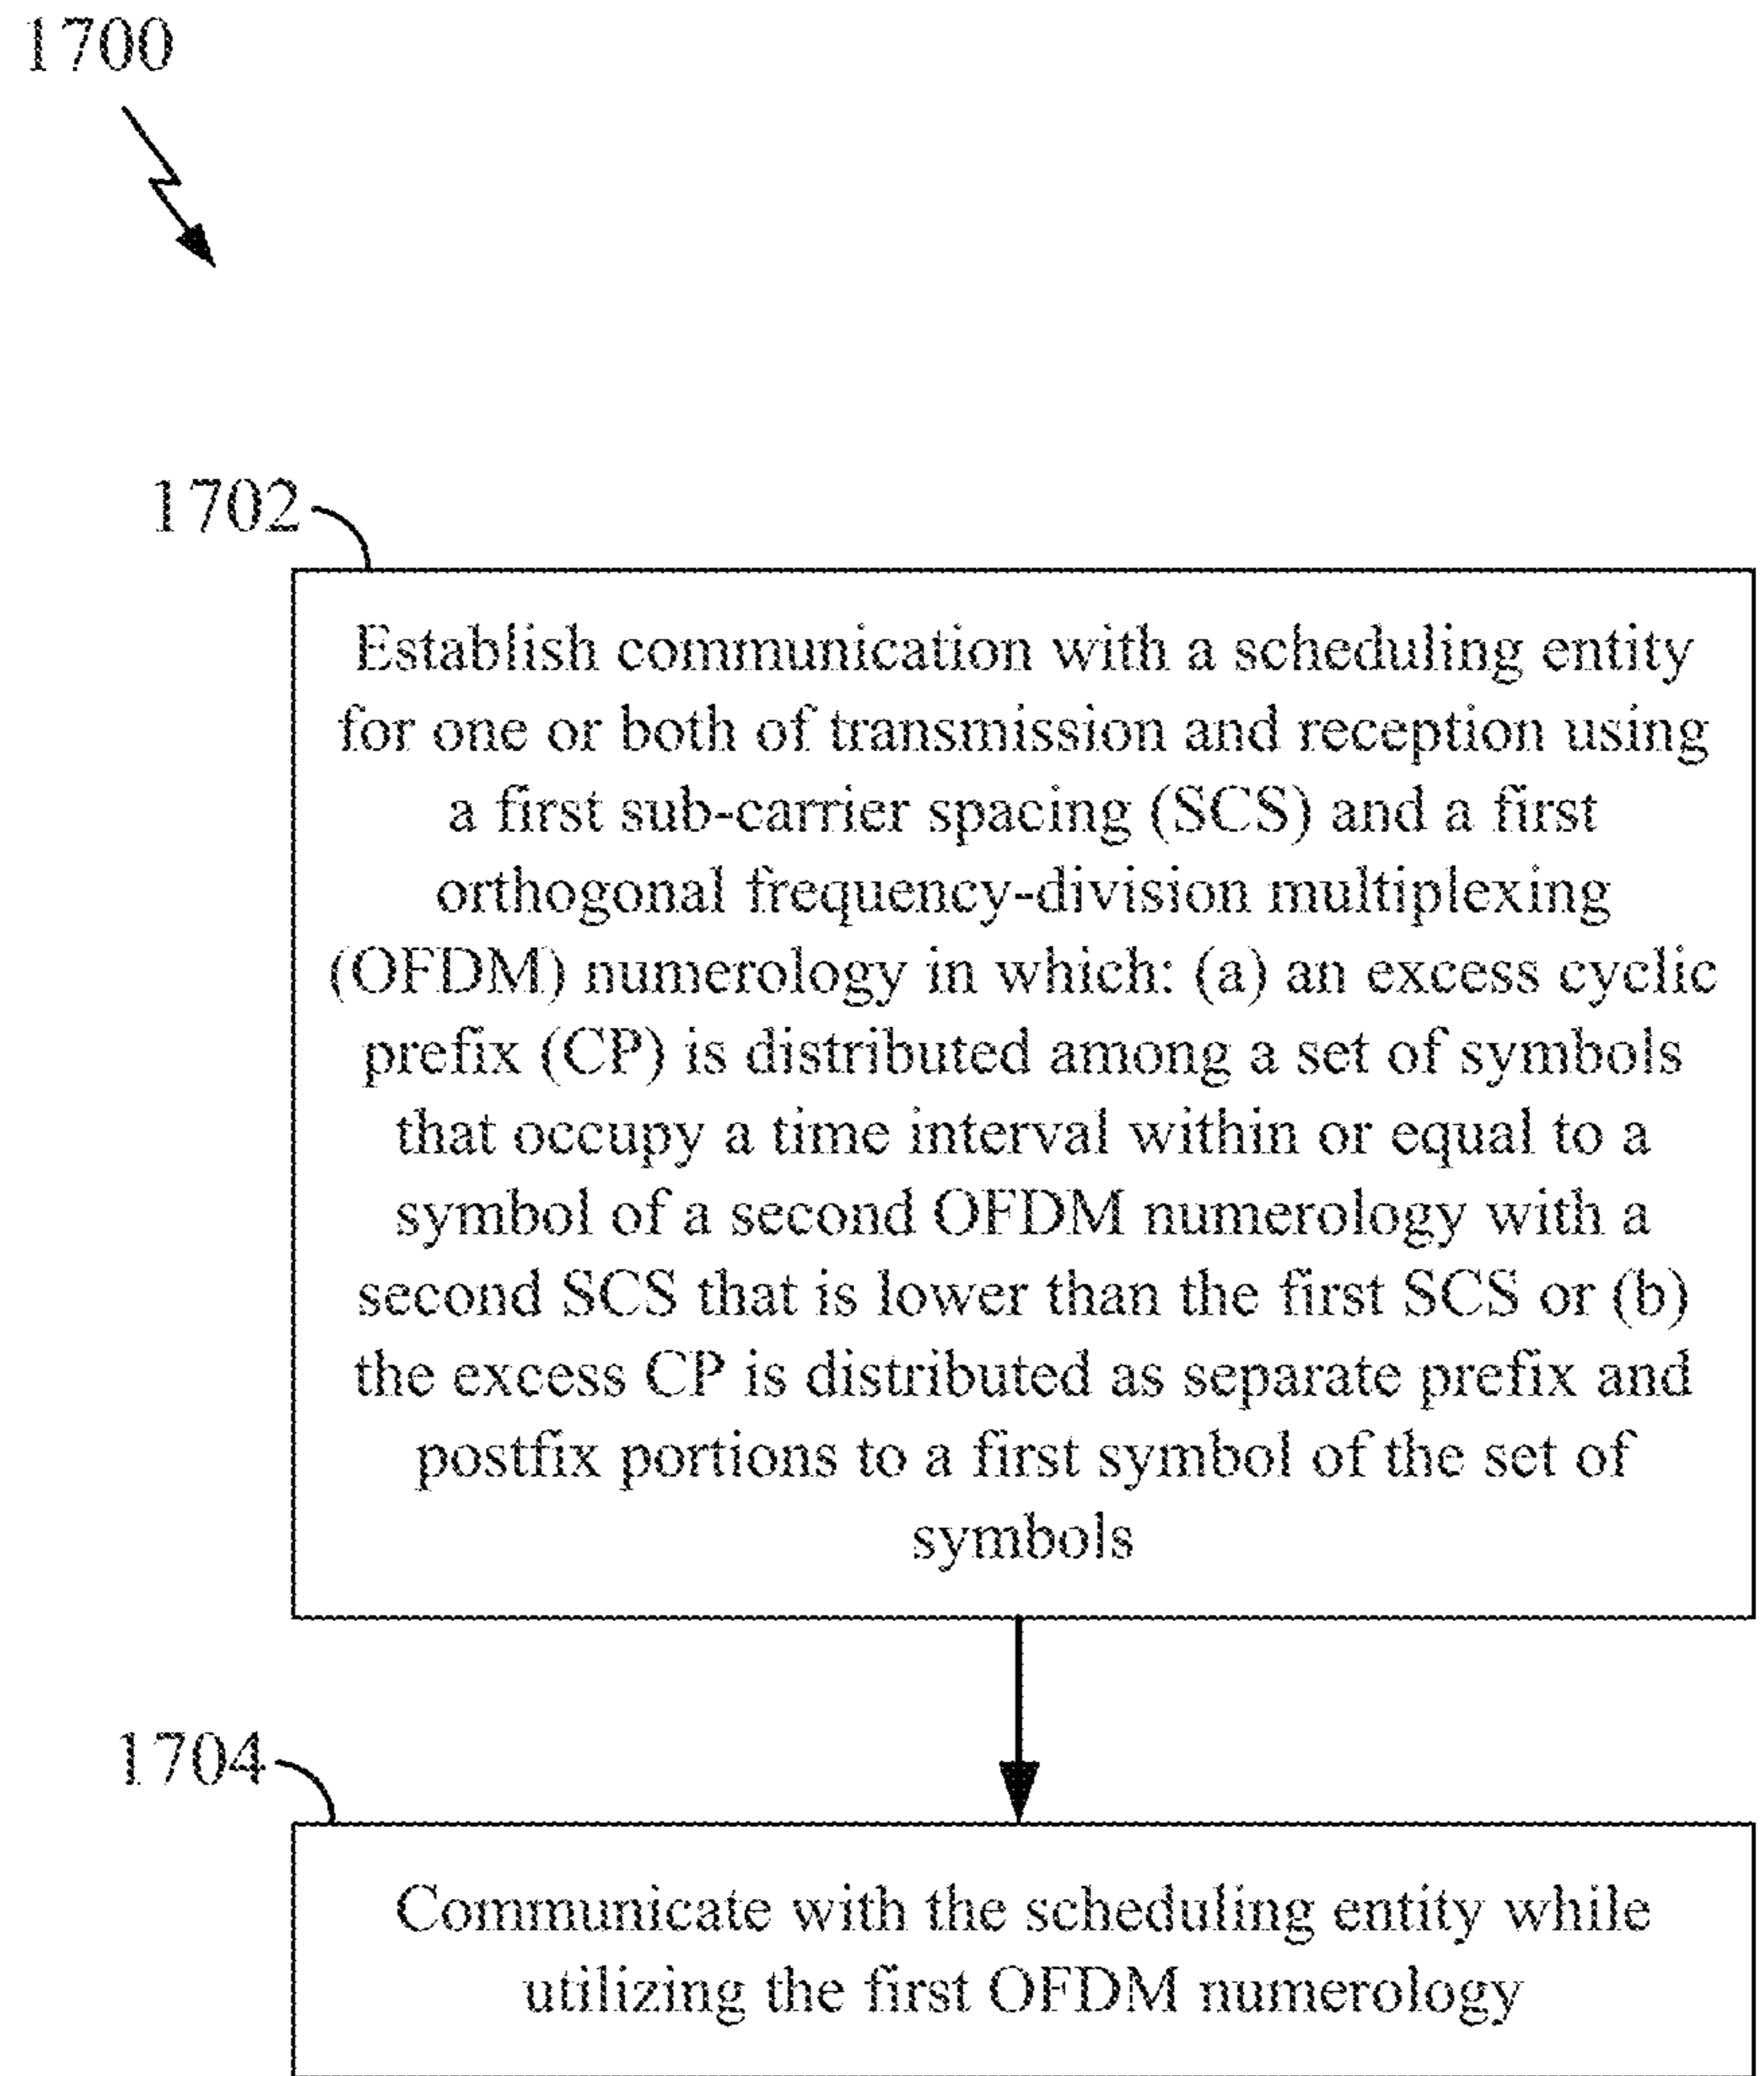 1700
1702
Establish communication with a scheduling entity
for one or both of transmission and reception using
a first sub-carrier spacing (SCS) and a first
orthogonal frequency-division multiplexing
(OFDM) numerology in which: (a) an excess cyclic
prefix (CP) is distributed among a set of symbols
that occupy a time interval within or equal to a
symbol of a second OFDM numerology with a
second SCS that is lower than the first SCS or (b)
the excess CP is distributed as separate prefix and
postfix portions to a first symbol of the set of
symbols
1704
Communicate with the scheduling entity while
utilizing the first OFDM numerology